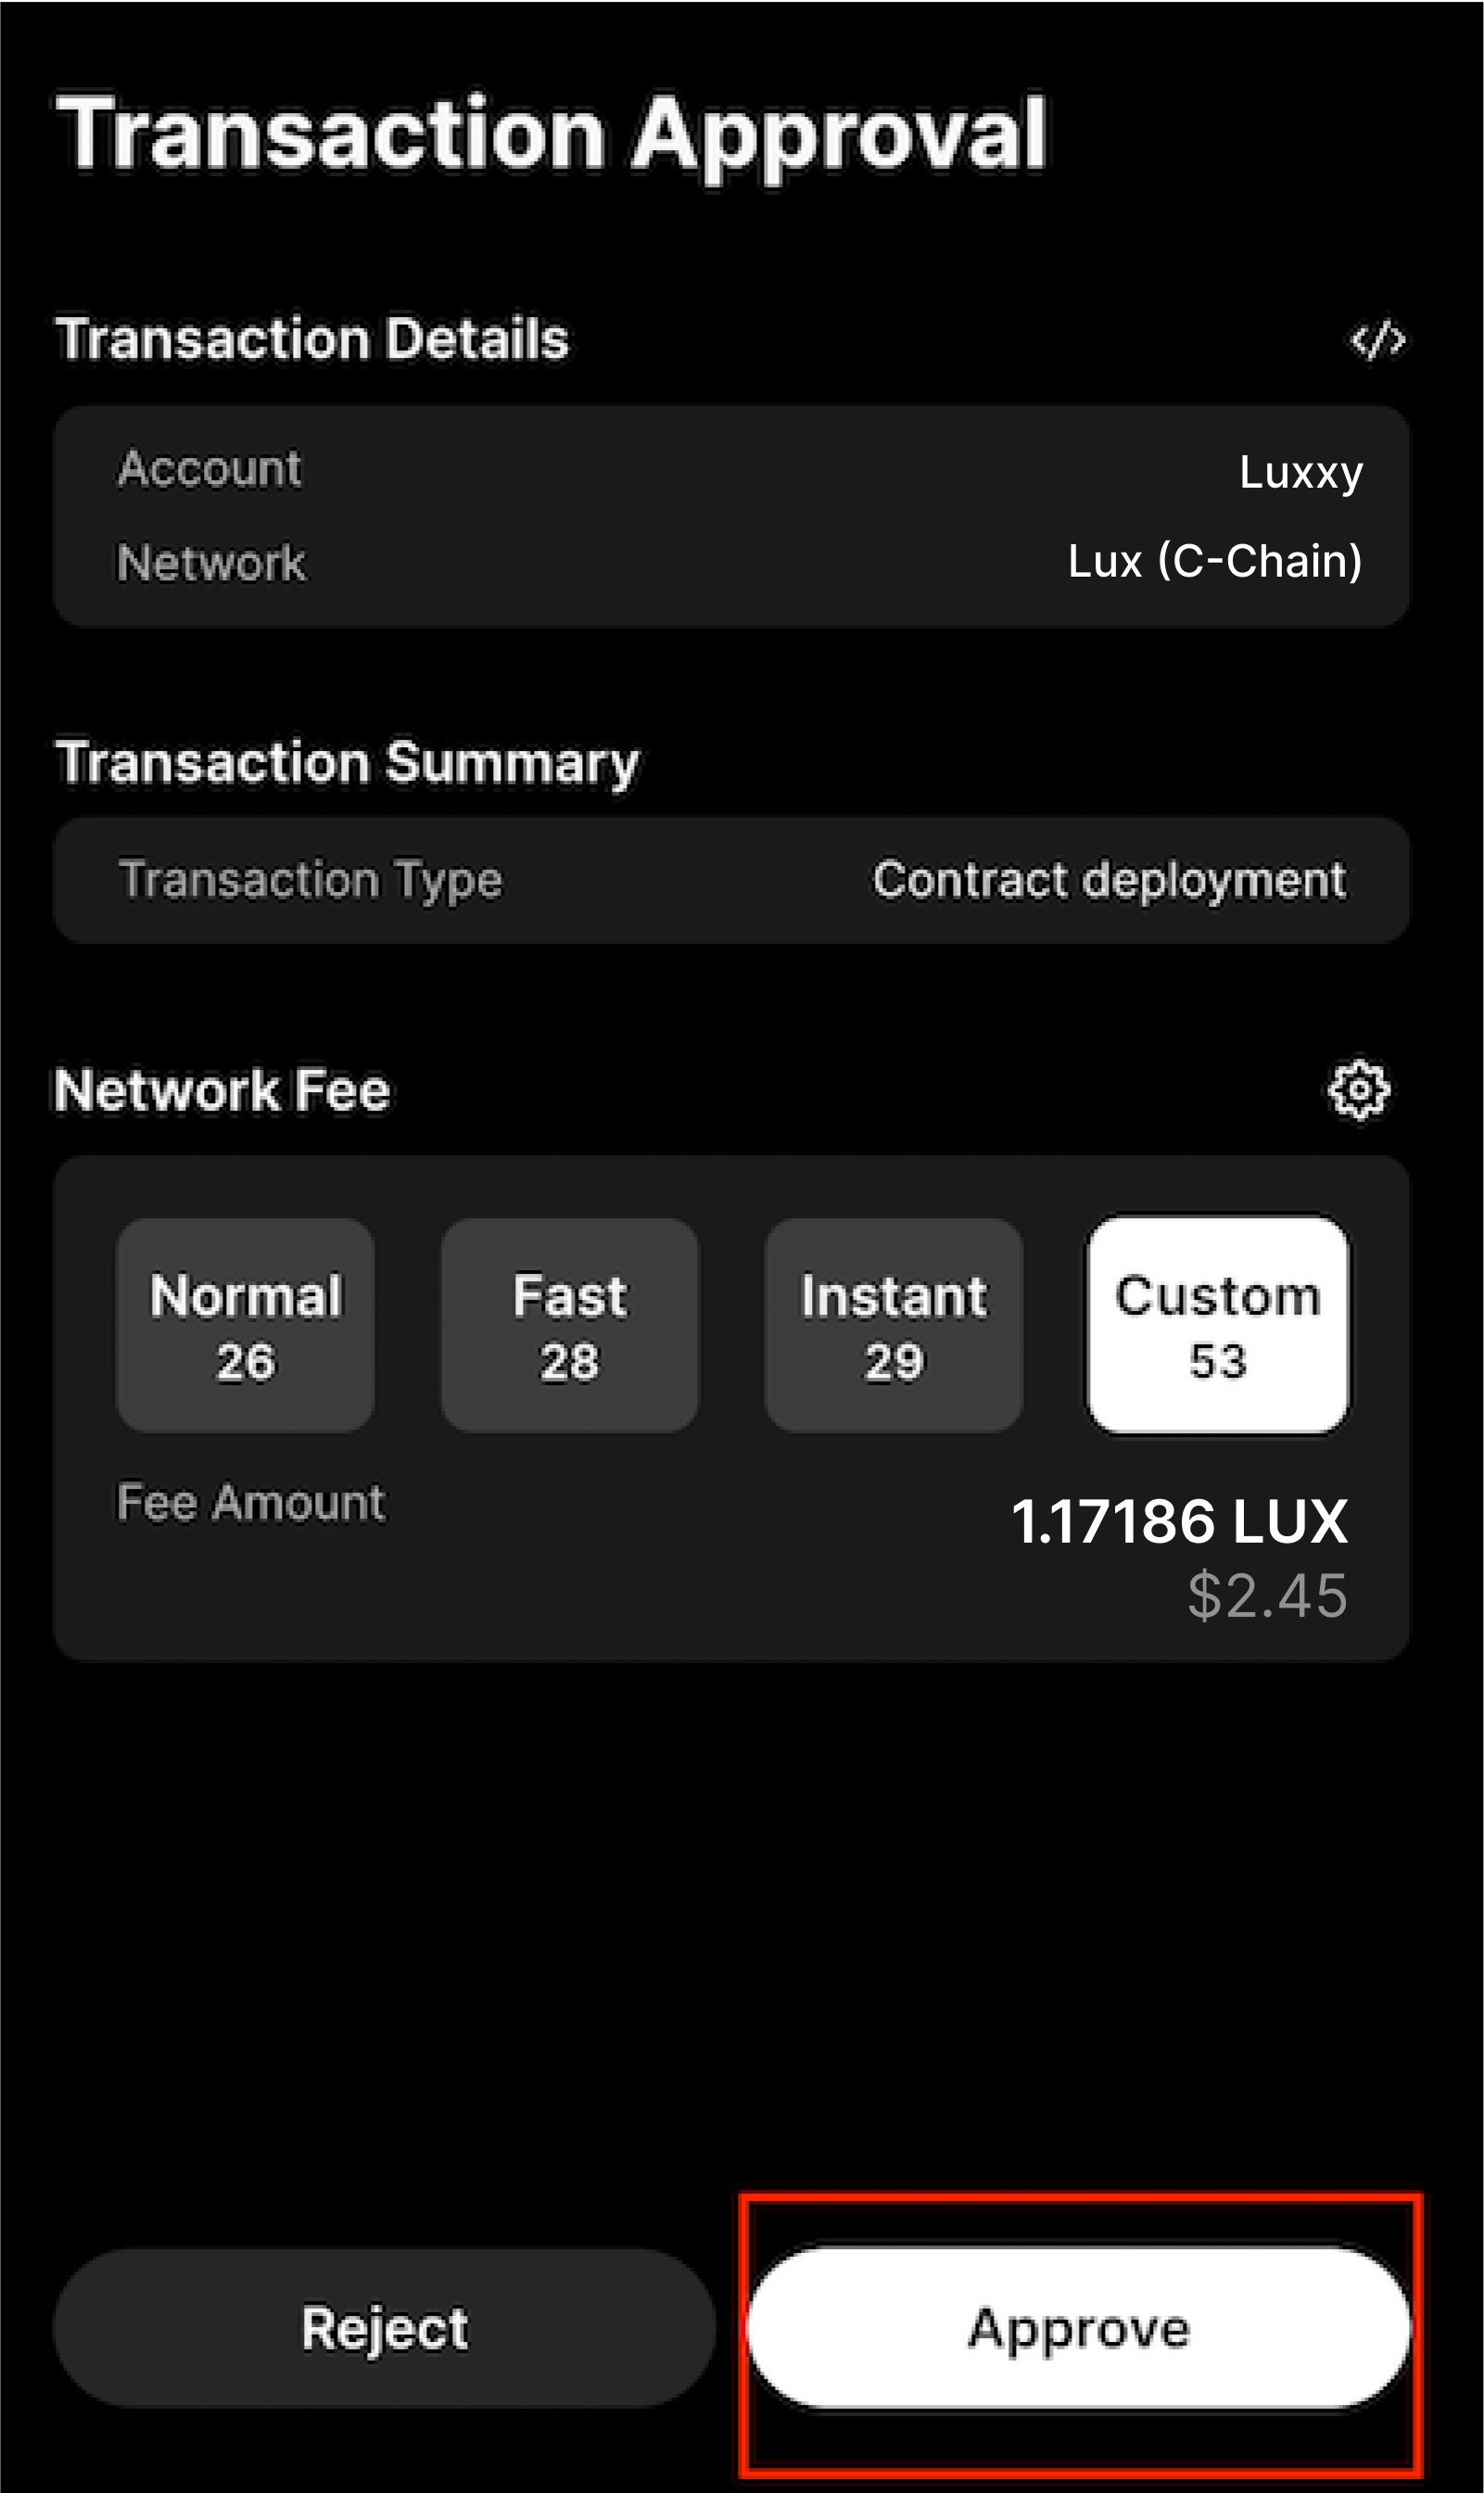 Transaction Approval
Transaction Details
Account Luxxy
Network Lux (C-Chain)
Transaction Summary
Transaction Type Contract deployment
Network Fee
Normal Fast Instant Custom
26 28 29 53
Fee Amount 1.17186 LUX
$2.45
Reject Approve